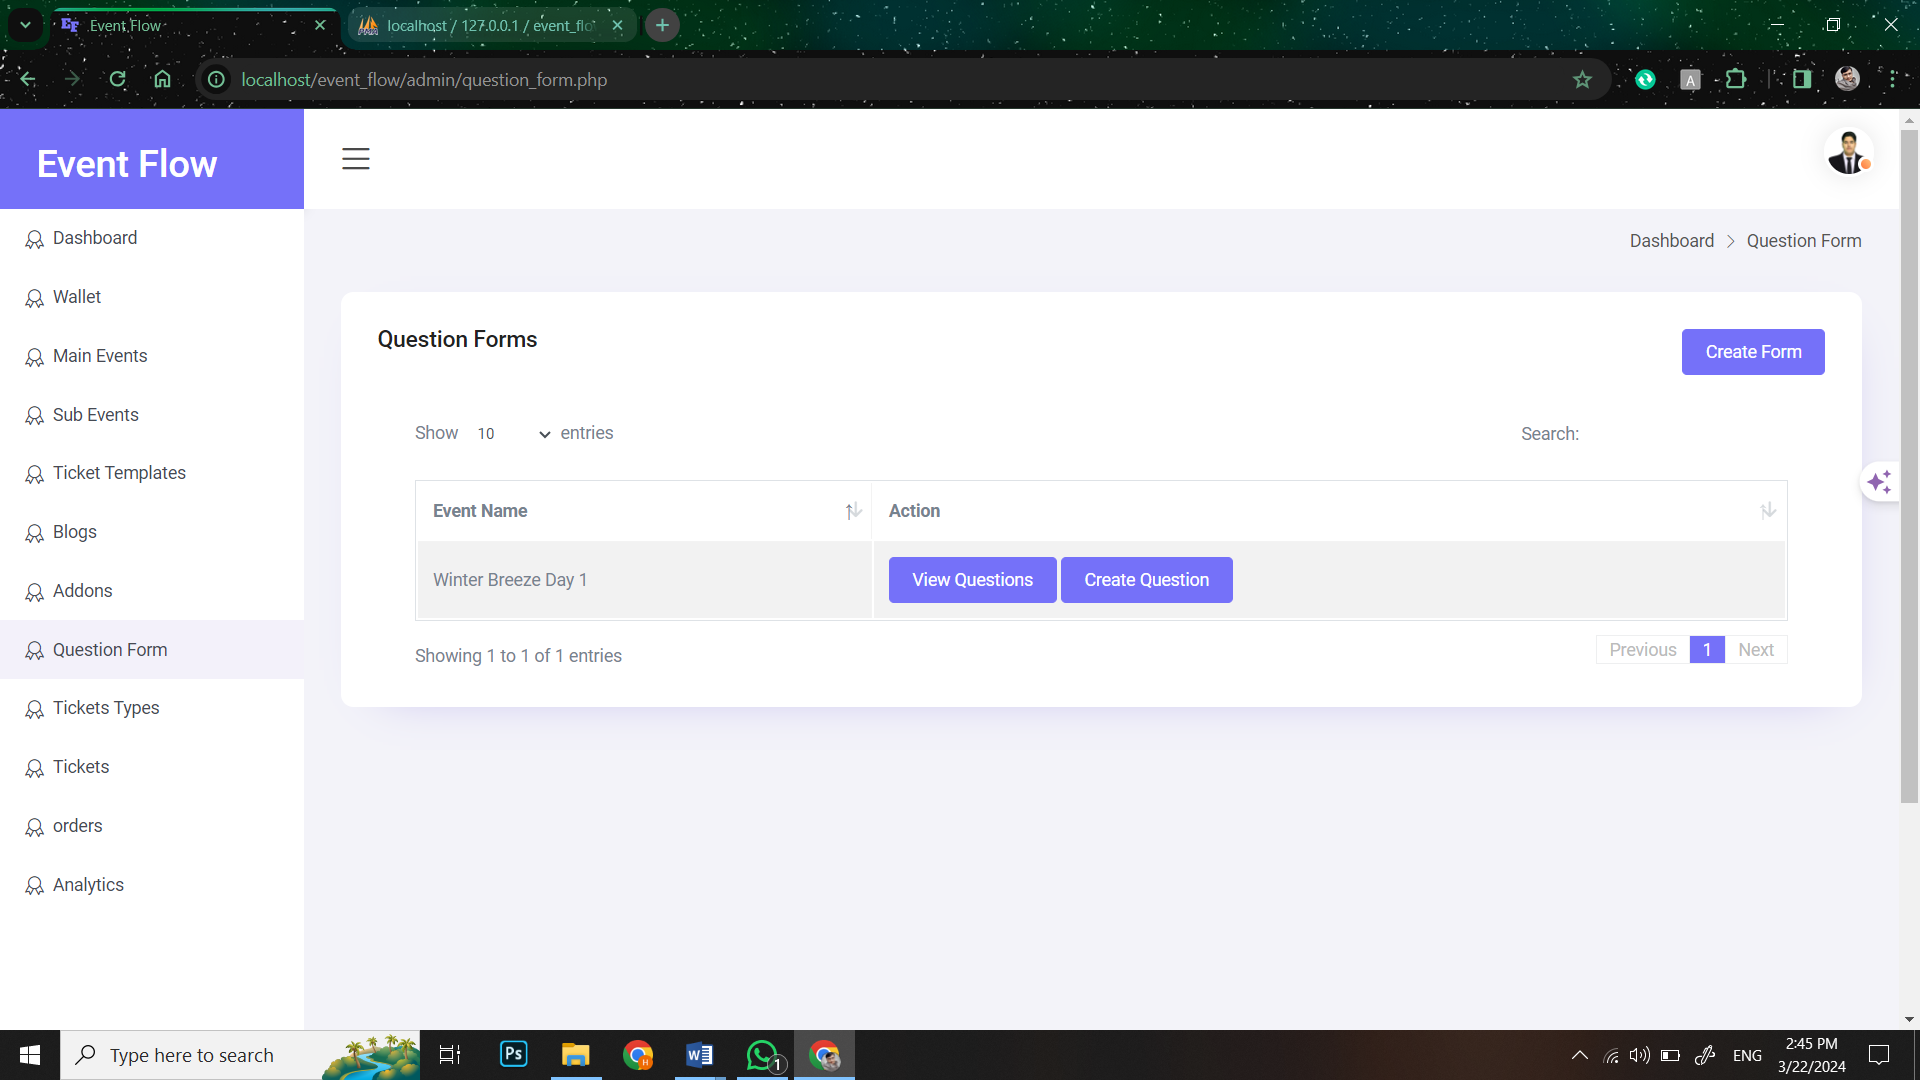 Event Flow
localhost / 127.0.0.1 / event_flo
localhost/event_flow/admin/question_form.php
A
Event Flow
Dashboard
Wallet
Main Events
Sub Events
Ticket Templates
Blogs
Addons
Question Form
Tickets Types
Tickets
orders
Analytics
Dashboard > Question Form
Question Forms
Create Form
Show 10 entries
Search:
Event Name Action
Winter Breeze Day 1 View Questions Create Question
Showing 1 to 1 of 1 entries
Previous 1 Next
Type here to search
Ps
1
ENG
2:45 PM
3/22/2024